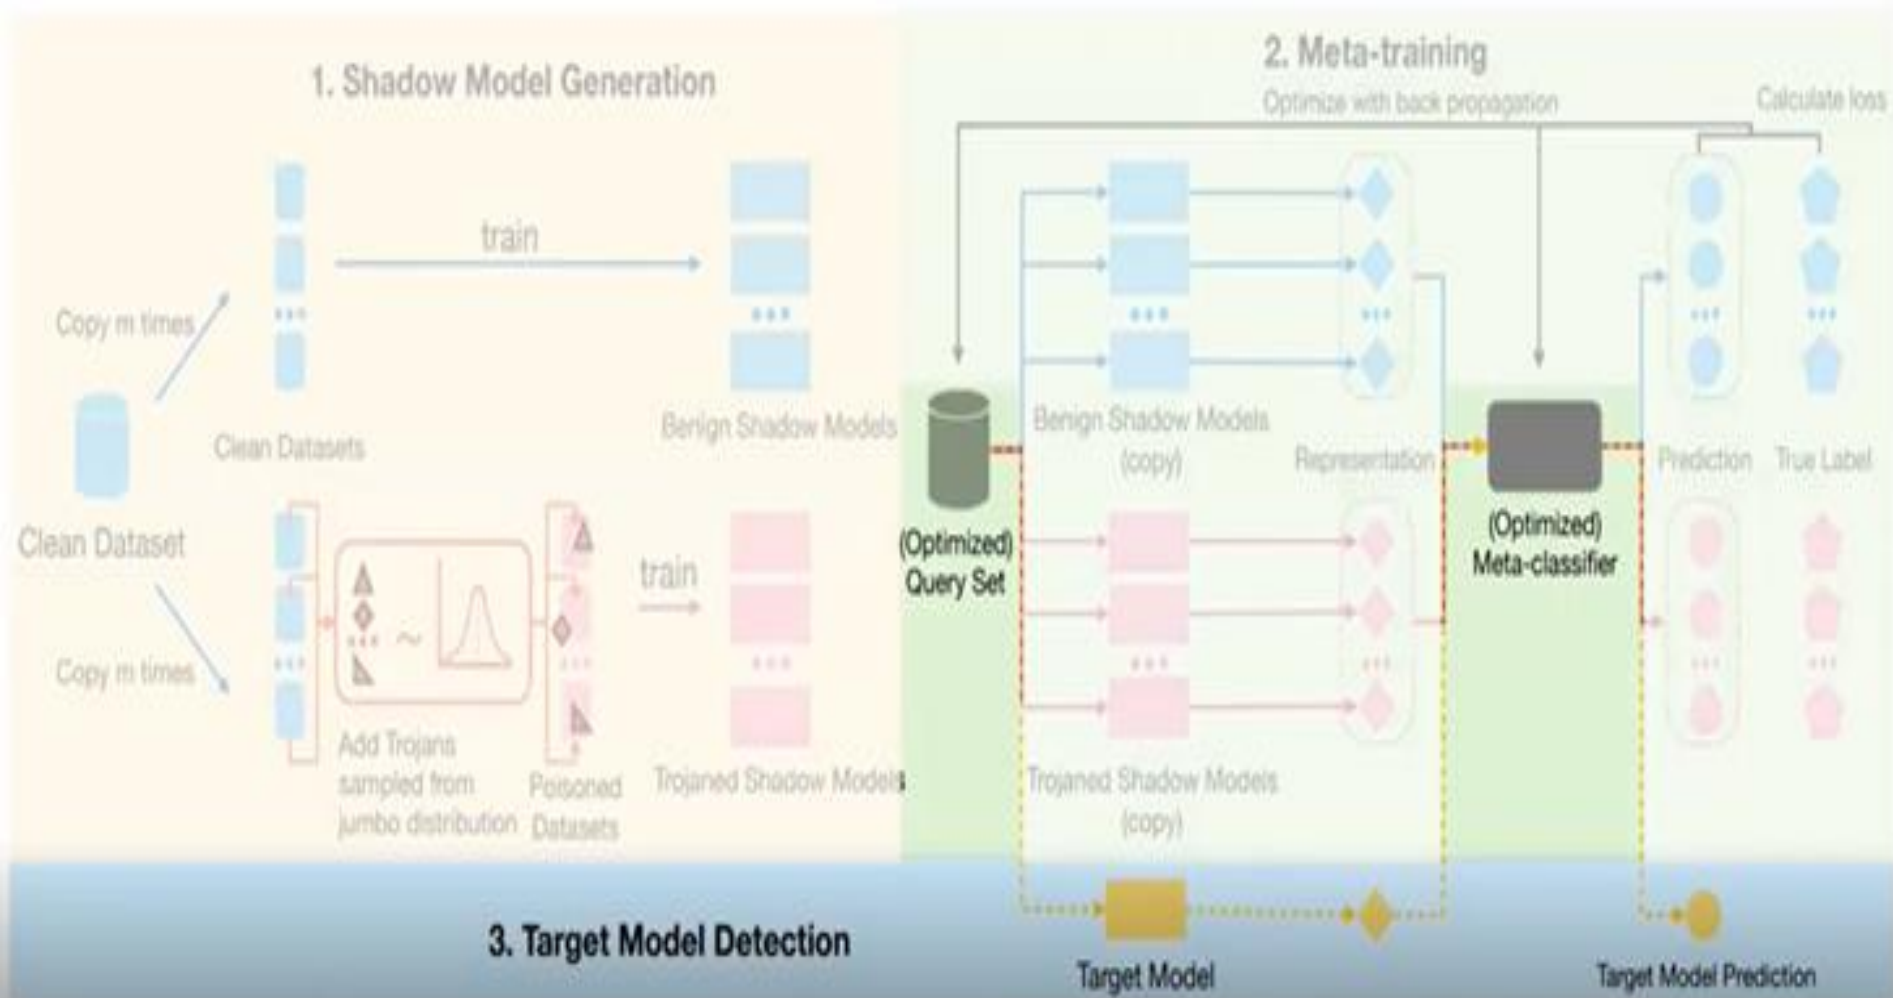 1. Shadow Model Generation
train
Copy m times
Clean Datasets
Benign Shadow Models
Clean Dataset
Copy m times
Add Trojans
sampled from
jumbo distribution
~
Poisoned
Datasets
train
Trojaned Shadow Models
2. Meta-training
Optimize with back propagation
Calculate loss
Benign Shadow Models
(copy)
Representation
Prediction
True Label
(Optimized)
Query Set
(Optimized)
Meta-classifier
Trojaned Shadow Models
(copy)
3. Target Model Detection
Target Model
Target Model Prediction